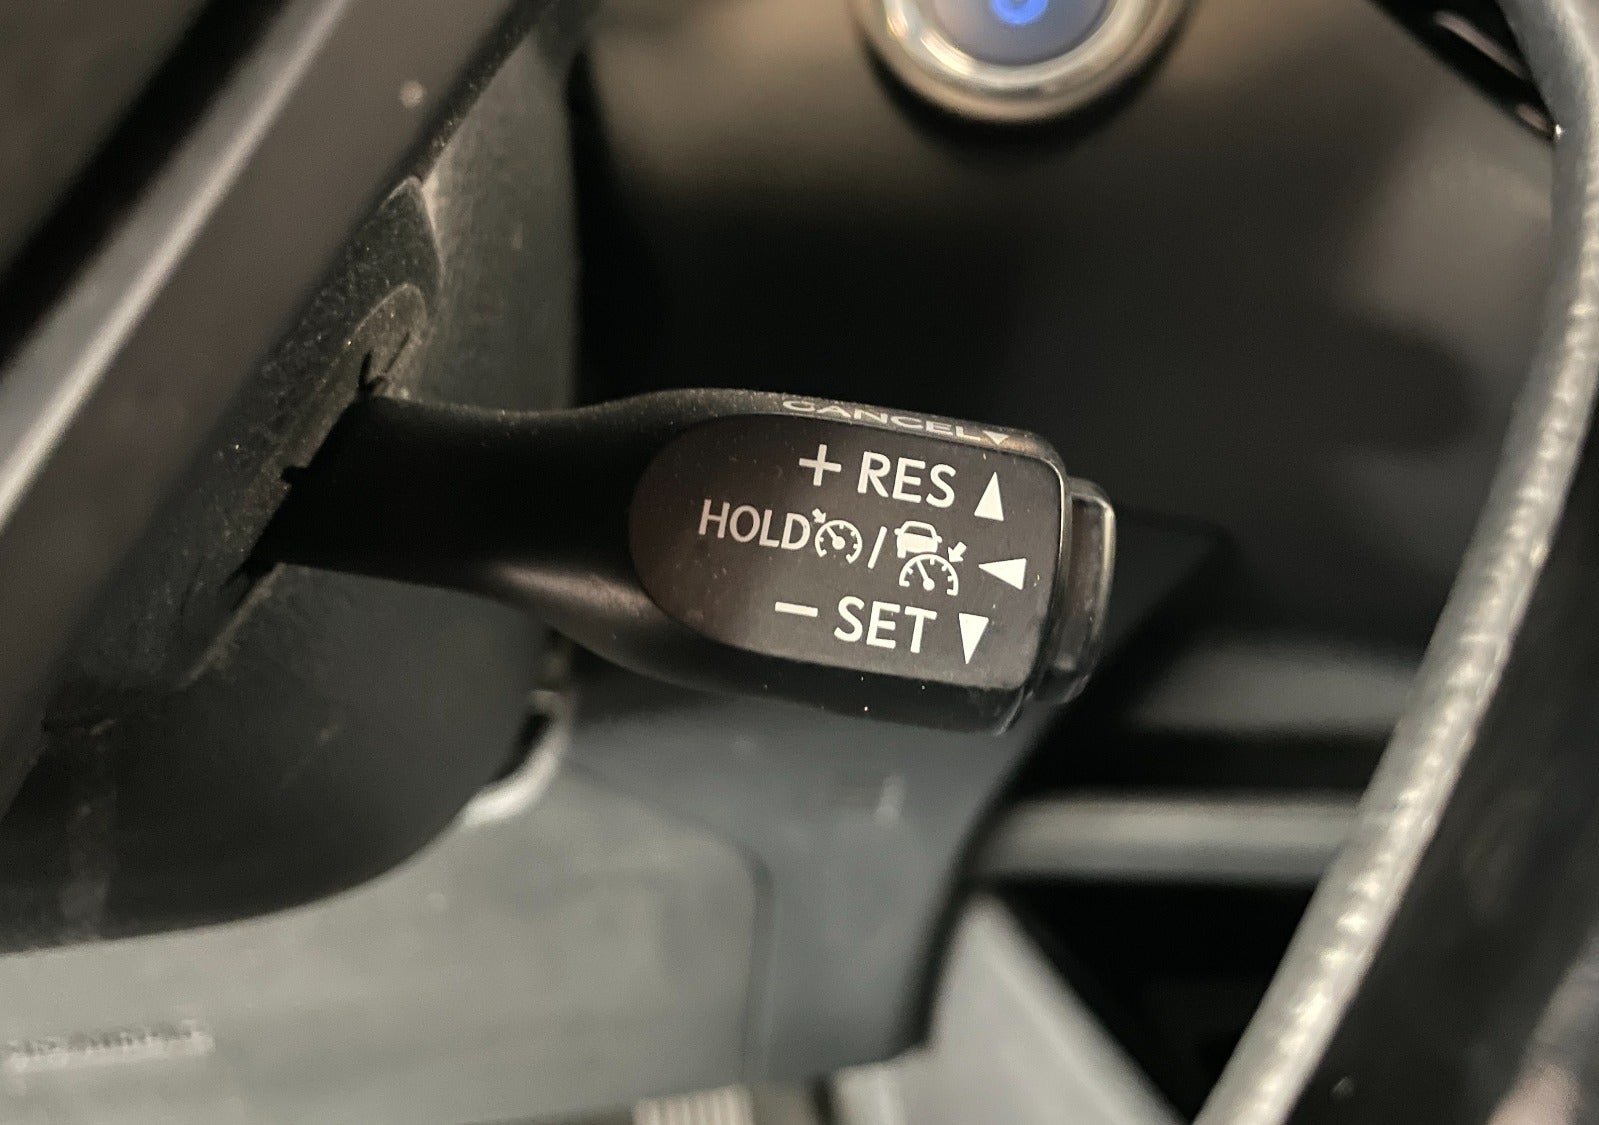 CANCEL
+ RES
HOLD /
− SET